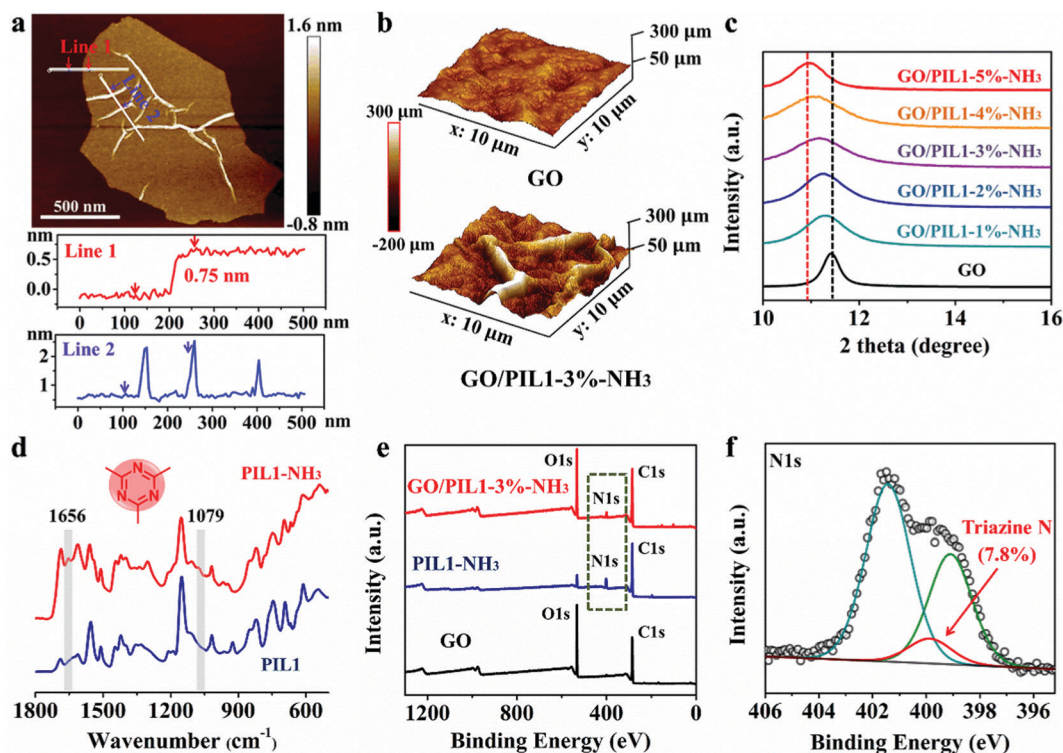 a
1.6 nm
Line 1
Line 2
500 nm
-0.8 nm
nm
Line 1
0.5
0.75 nm
0.0
0 100 200 300 400 500
nm
Line 2
2
1
0 50 100 150 200 250 300 350 400 450 500
nm
b
300 μm
50 μm
x: 10 μm
y: 10 μm
GO
300 μm
-200 μm
300 μm
50 μm
x: 10 μm
y: 10 μm
GO/PIL1-3%-NH3
c
Intensity (a.u.)
GO/PIL1-5%-NH3
GO/PIL1-4%-NH3
GO/PIL1-3%-NH3
GO/PIL1-2%-NH3
GO/PIL1-1%-NH3
GO
10 12 14 16
2 theta (degree)
d
N
N
N
PIL1-NH3
1656
1079
PIL1
1800 1500 1200 900 600
Wavenumber (cm-1)
e
Intensity (a.u.)
O1s
C1s
GO/PIL1-3%-NH3
N1s
PIL1-NH3
N1s
C1s
O1s
GO
C1s
1200 800 400 0
Binding Energy (eV)
f
Intensity (a.u.)
N1s
Triazine N
(7.8%)
406 404 402 400 398 396
Binding Energy (eV)